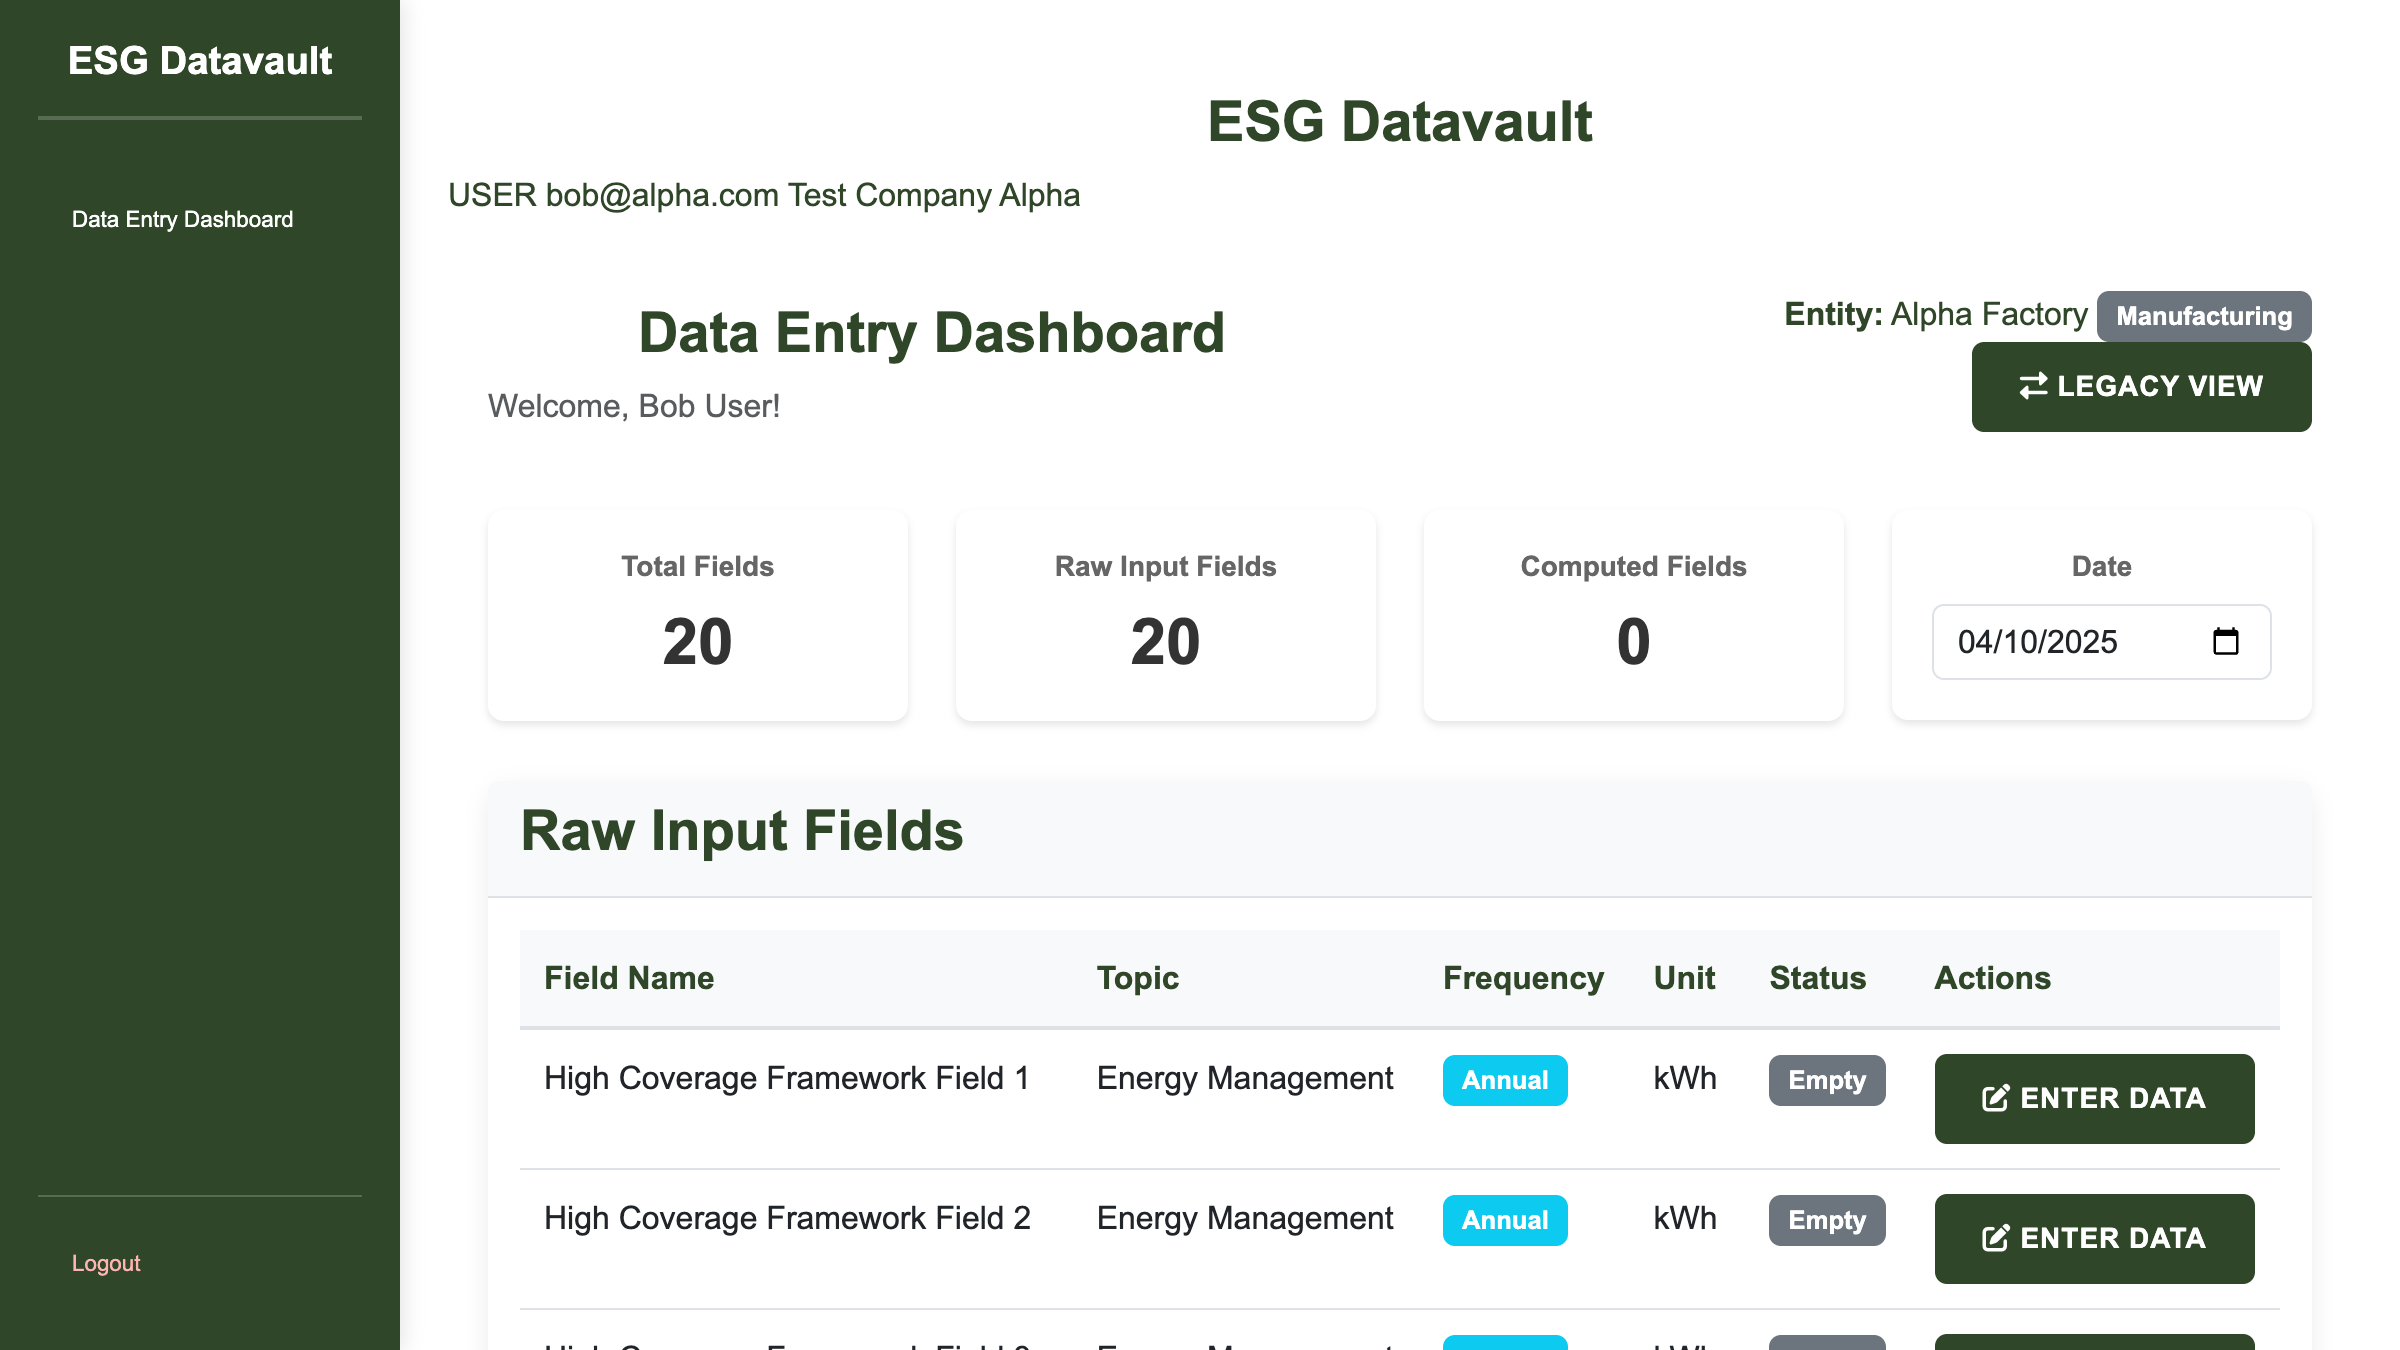 ESG Datavault
Data Entry Dashboard
Logout
ESG Datavault
USER bob@alpha.com Test Company Alpha
Data Entry Dashboard
Welcome, Bob User!
Entity: Alpha Factory Manufacturing
LEGACY VIEW
Total Fields
20
Raw Input Fields
20
Computed Fields
0
Date
04/10/2025
Raw Input Fields
Field Name Topic Frequency Unit Status Actions
High Coverage Framework Field 1 Energy Management Annual kWh Empty ENTER DATA
High Coverage Framework Field 2 Energy Management Annual kWh Empty ENTER DATA